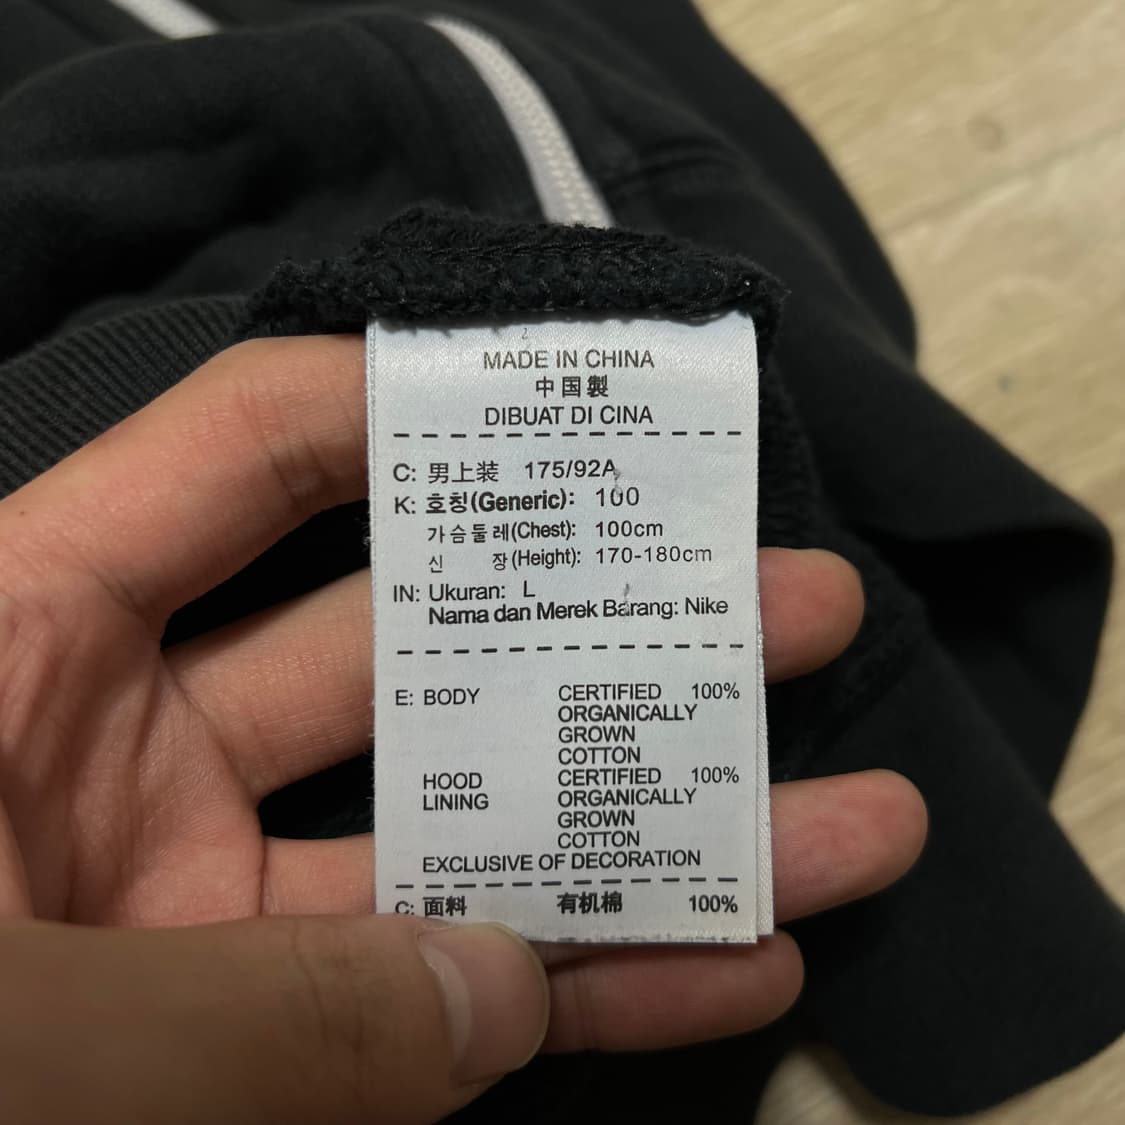 MADE IN CHINA
中国製
DIBUAT DI CINA
C: 男上装 175/92A
K: 호칭(Generic): 100
가슴둘레(Chest): 100cm
신 장(Height): 170-180cm
IN: Ukuran: L
Nama dan Merek Barang: Nike
E: BODY CERTIFIED 100%
ORGANICALLY
GROWN
COTTON
HOOD CERTIFIED 100%
LINING ORGANICALLY
GROWN
COTTON
EXCLUSIVE OF DECORATION
C: 面料 有机棉 100%